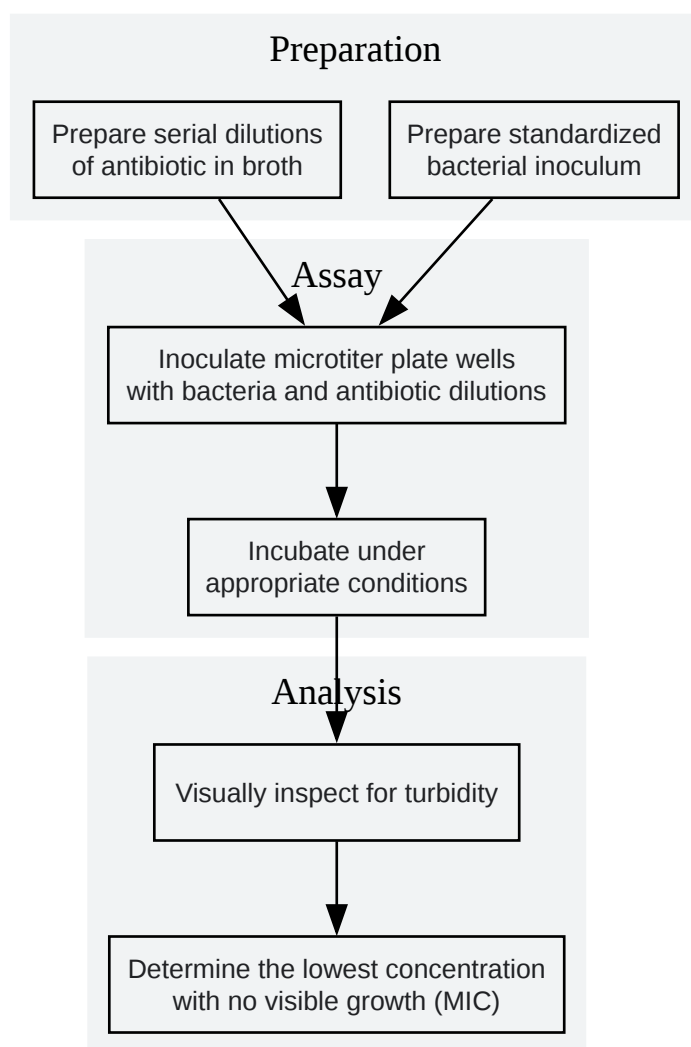 Preparation
Prepare serial dilutions
of antibiotic in broth
Prepare standardized
bacterial inoculum
Assay
Inoculate microtiter plate wells
with bacteria and antibiotic dilutions
Incubate under
appropriate conditions
Analysis
Visually inspect for turbidity
Determine the lowest concentration
with no visible growth (MIC)